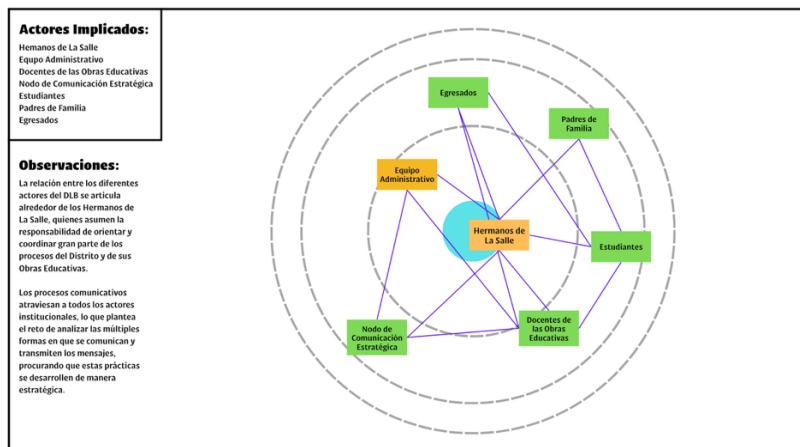 Actores Implicados:
Hemanos de La Salle
Equpo Administrativo
Docentes de las Obras Educativas
Nodo de Comunicación Estratégica
Estudiantes
Padres de Familia
Egresados
Observaciones:
La relación entre los diferentes
actores del DLB se articula
alrededor de los Hermanos de
La Salle, quienes asumen la
responsabilidad de orientar y
coordinar gran parte de los
procesos del Distrito y de sus
Obras Educativas.
Los procesos comunicativos
atraviesan a todos los actores
institucionales, lo que plantea
el reto de analizar las múltiples
formas en que se comunican y
transmiten los mensajes,
procurando que estas prácticas
se desarrollen de manera
estratégica.
Egresados
Padres de
Familia
Equipo
Administrativo
Hermanos de
La Salle
Estudiantes
Nodo de
Comunicación
Estratégica
Docentes de
las Obras
Educativas